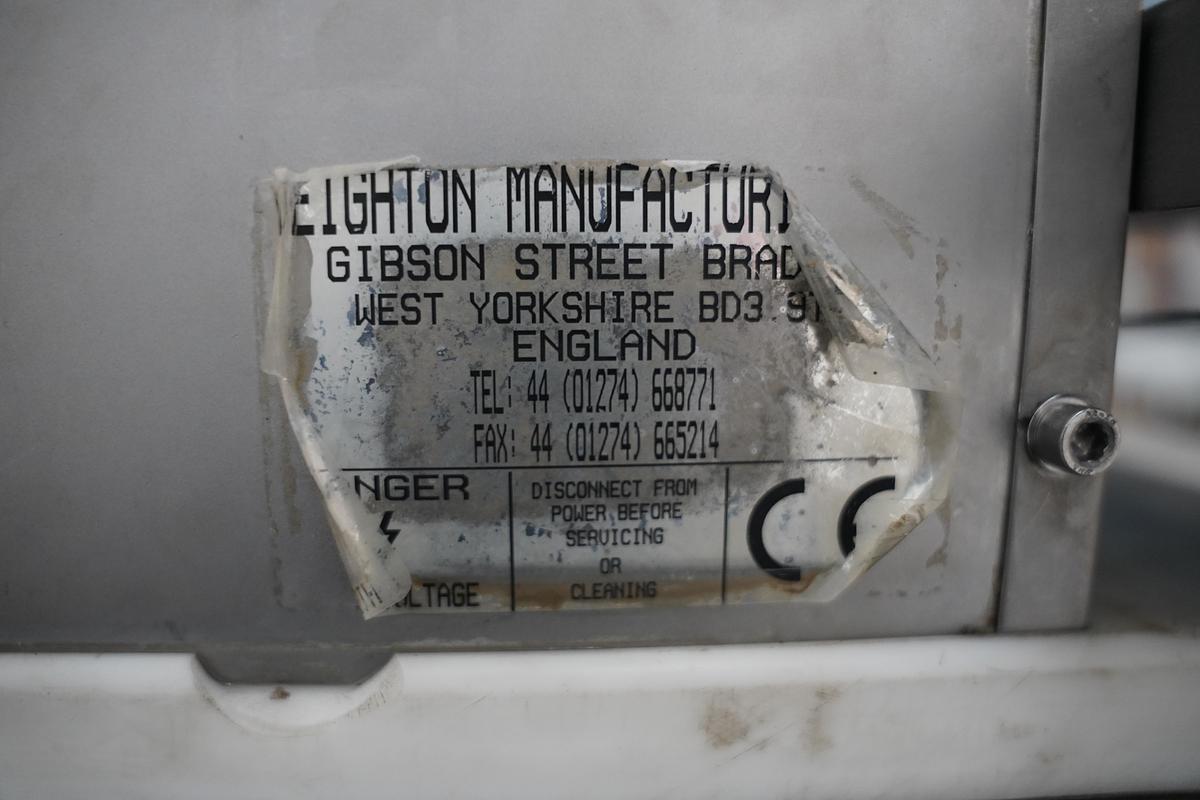 EIGHTON MANUFACTURI
GIBSON STREET BRAD
WEST YORKSHIRE BD3 9T
ENGLAND
TEL: 44 (01274) 668771
FAX: 44 (01274) 665214
NGER
DISCONNECT FROM
POWER BEFORE
SERVICING
OR
CLEANING
LTAGE
CE